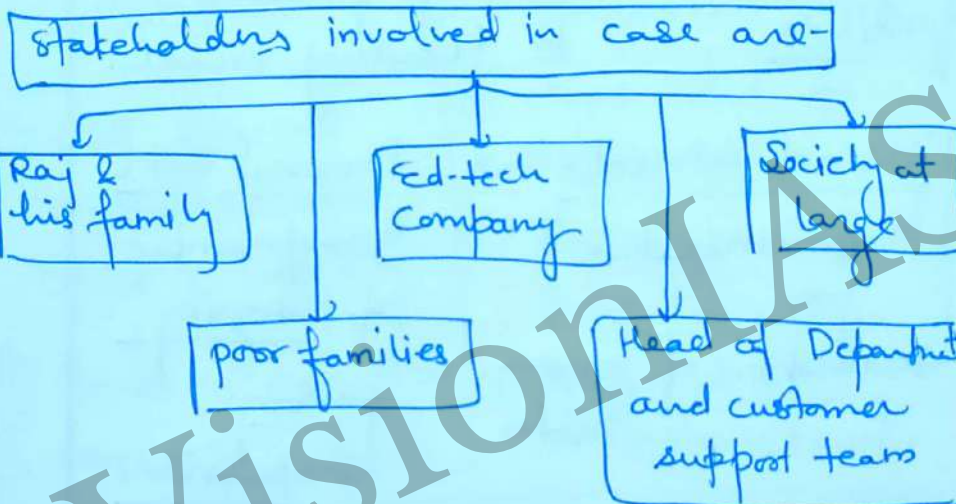 Stakeholders involved in case are-
Raj &
his family
Ed-tech
Company
Society at
large
poor families
Head of Department
and customer
support team
VisionIAS